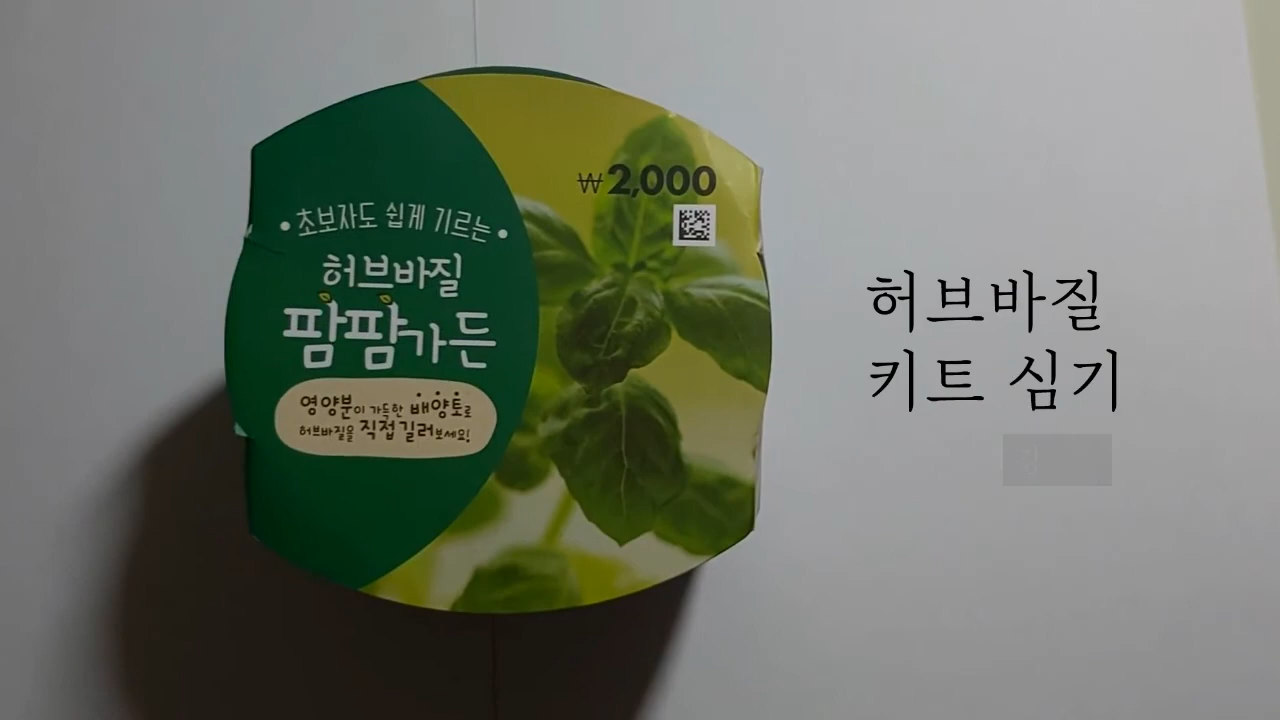 • 초보자도 쉽게 기르는 •
허브바질
팜팜가든
영양분이 가득한 배양토로
허브바질을 직접 길러보세요!
₩2,000
허브바질
키트 심기